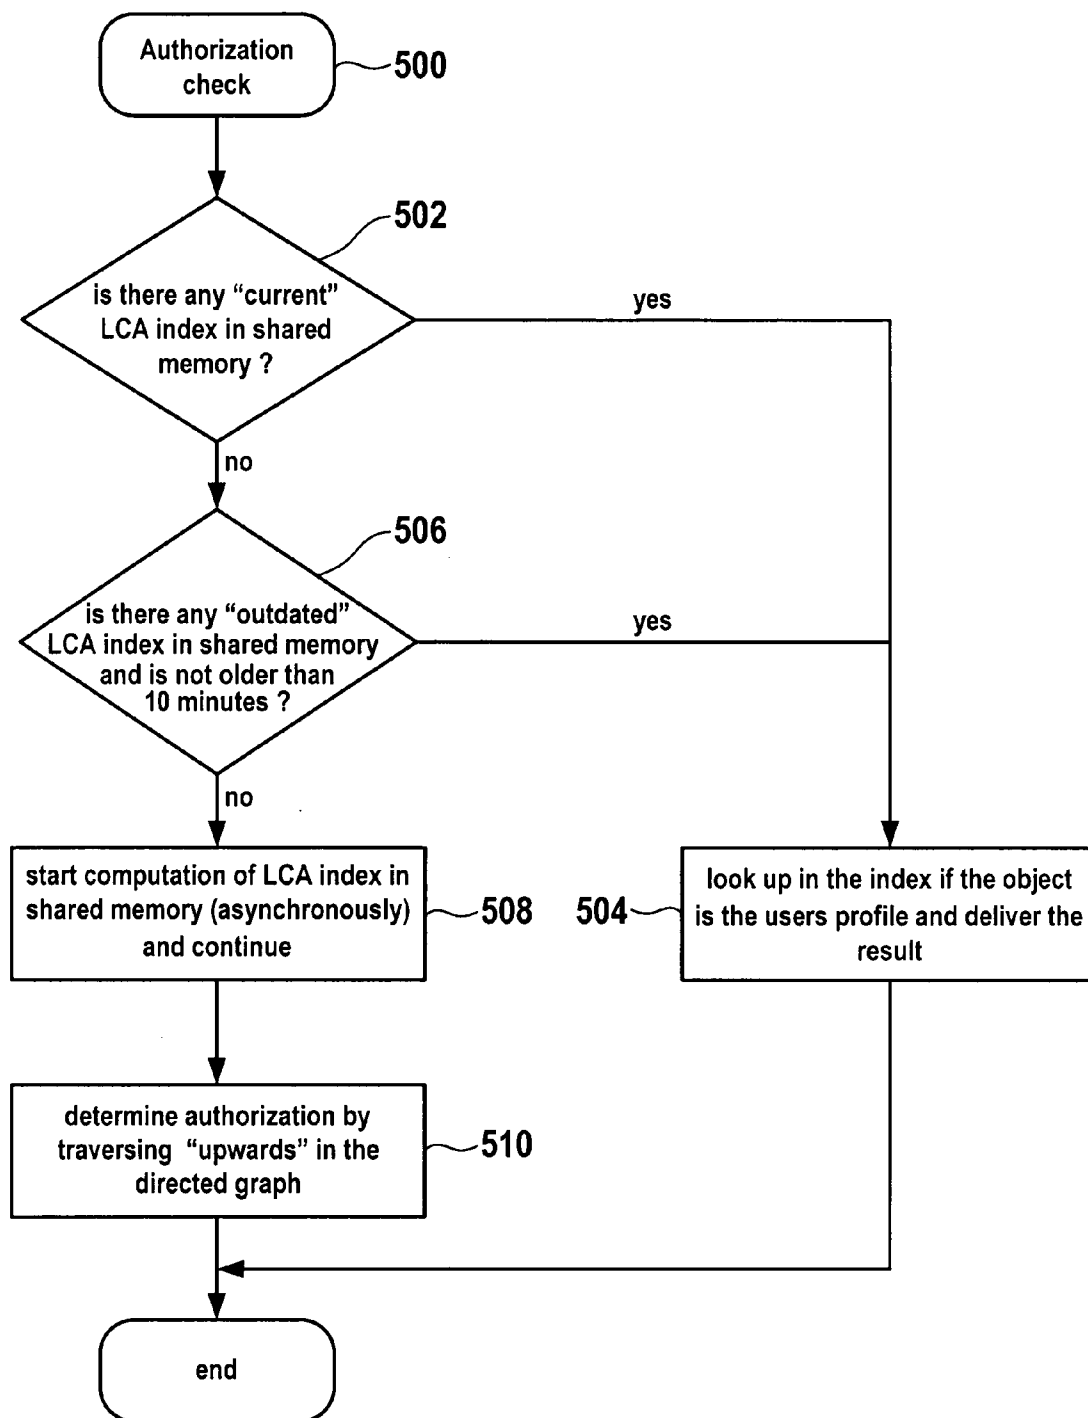 Authorization
check
500
502
is there any “current”
LCA index in shared
memory ?
yes
no
506
is there any “outdated”
LCA index in shared memory
and is not older than
10 minutes ?
yes
no
start computation of LCA index in
shared memory (asynchronously)
and continue
508
504
look up in the index if the object
is the users profile and deliver the
result
determine authorization by
traversing “upwards” in the
directed graph
510
end